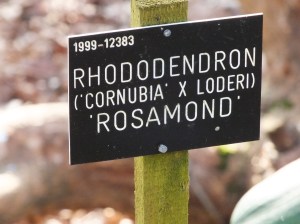 1999-12383
RHODODENDRON
('CORNUBIA' X LODERI)
'ROSAMOND'